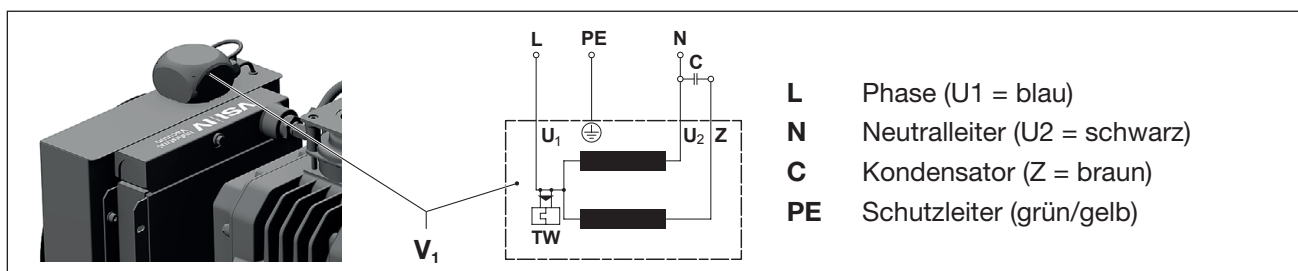 L PE N
C
U₁ U₂ Z
TW
V₁
L Phase (U1 = blau)
N Neutralleiter (U2 = schwarz)
C Kondensator (Z = braun)
PE Schutzleiter (grün/gelb)